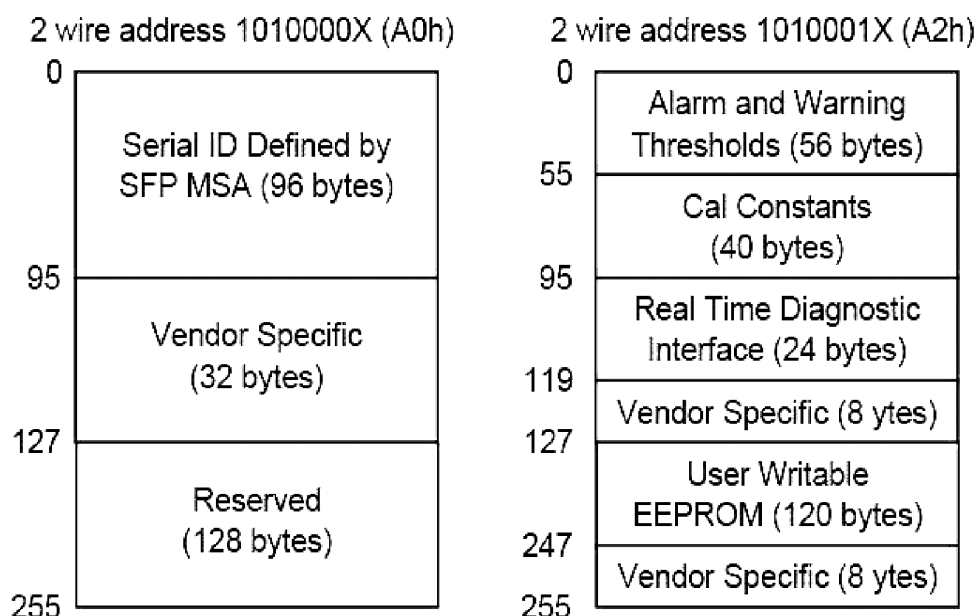 2 wire address 1010000X (A0h)
0
Serial ID Defined by
SFP MSA (96 bytes)
95
Vendor Specific
(32 bytes)
127
Reserved
(128 bytes)
255
2 wire address 1010001X (A2h)
0
Alarm and Warning
Thresholds (56 bytes)
55
Cal Constants
(40 bytes)
95
Real Time Diagnostic
Interface (24 bytes)
119
Vendor Specific (8 ytes)
127
User Writable
EEPROM (120 bytes)
247
Vendor Specific (8 ytes)
255